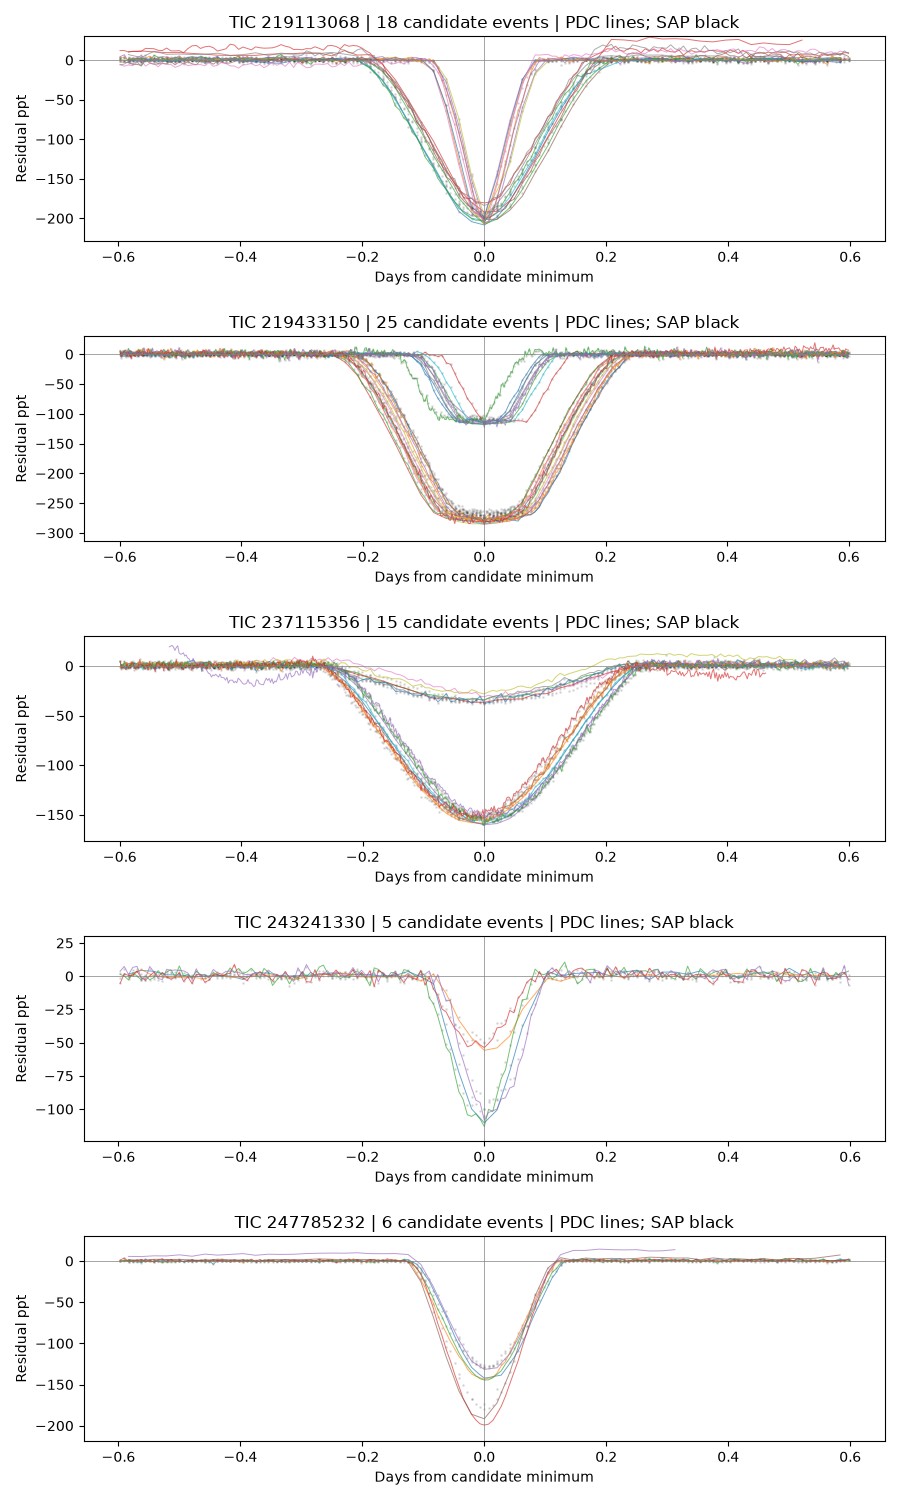 TIC 219113068 | 18 candidate events | PDC lines; SAP black
0
−50
−100
−150
−200
Residual ppt
−0.6 −0.4 −0.2 0.0 0.2 0.4 0.6
Days from candidate minimum
TIC 219433150 | 25 candidate events | PDC lines; SAP black
0
−50
−100
−150
−200
−250
−300
Residual ppt
−0.6 −0.4 −0.2 0.0 0.2 0.4 0.6
Days from candidate minimum
TIC 237115356 | 15 candidate events | PDC lines; SAP black
0
−50
−100
−150
Residual ppt
−0.6 −0.4 −0.2 0.0 0.2 0.4 0.6
Days from candidate minimum
TIC 243241330 | 5 candidate events | PDC lines; SAP black
25
0
−25
−50
−75
−100
Residual ppt
−0.6 −0.4 −0.2 0.0 0.2 0.4 0.6
Days from candidate minimum
TIC 247785232 | 6 candidate events | PDC lines; SAP black
0
−50
−100
−150
−200
Residual ppt
−0.6 −0.4 −0.2 0.0 0.2 0.4 0.6
Days from candidate minimum